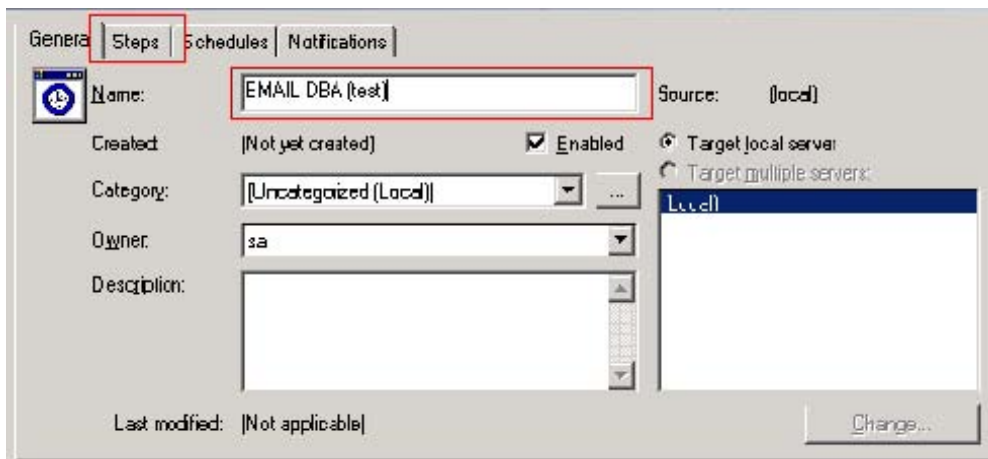 General Steps Schedules Notifications
Name: EMAIL DBA (test) Source: (local)
Created: (Not yet created) Enabled Target local server
Target multiple servers:
Category: [Uncategorized (Local)] ... (Local)
Owner: sa
Description:
Last modified: (Not applicable) Change...